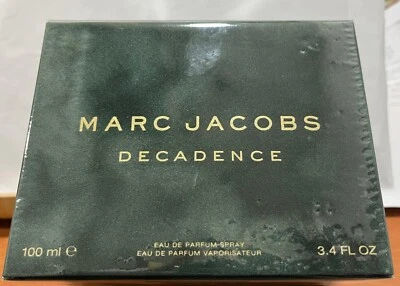 MARC JACOBS
DECADENCE
EAU DE PARFUM-SPRAY
100 ml ℮ EAU DE PARFUM VAPORISATEUR 3.4 FL OZ